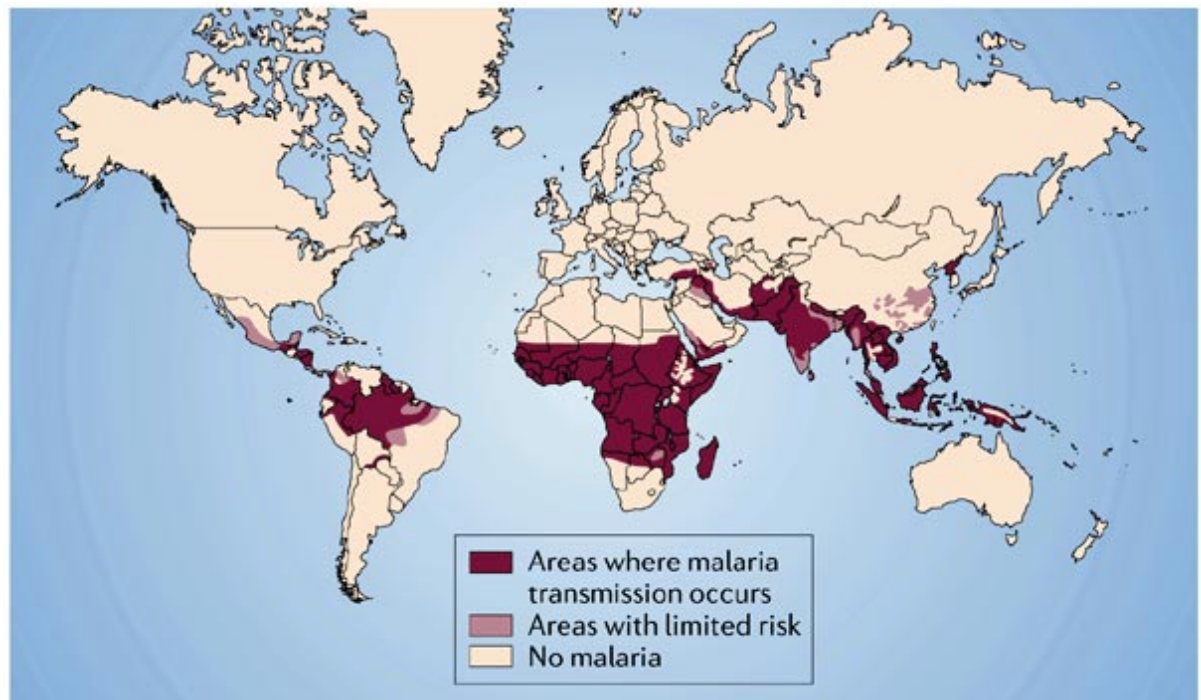 Areas where malaria
transmission occurs
Areas with limited risk
No malaria